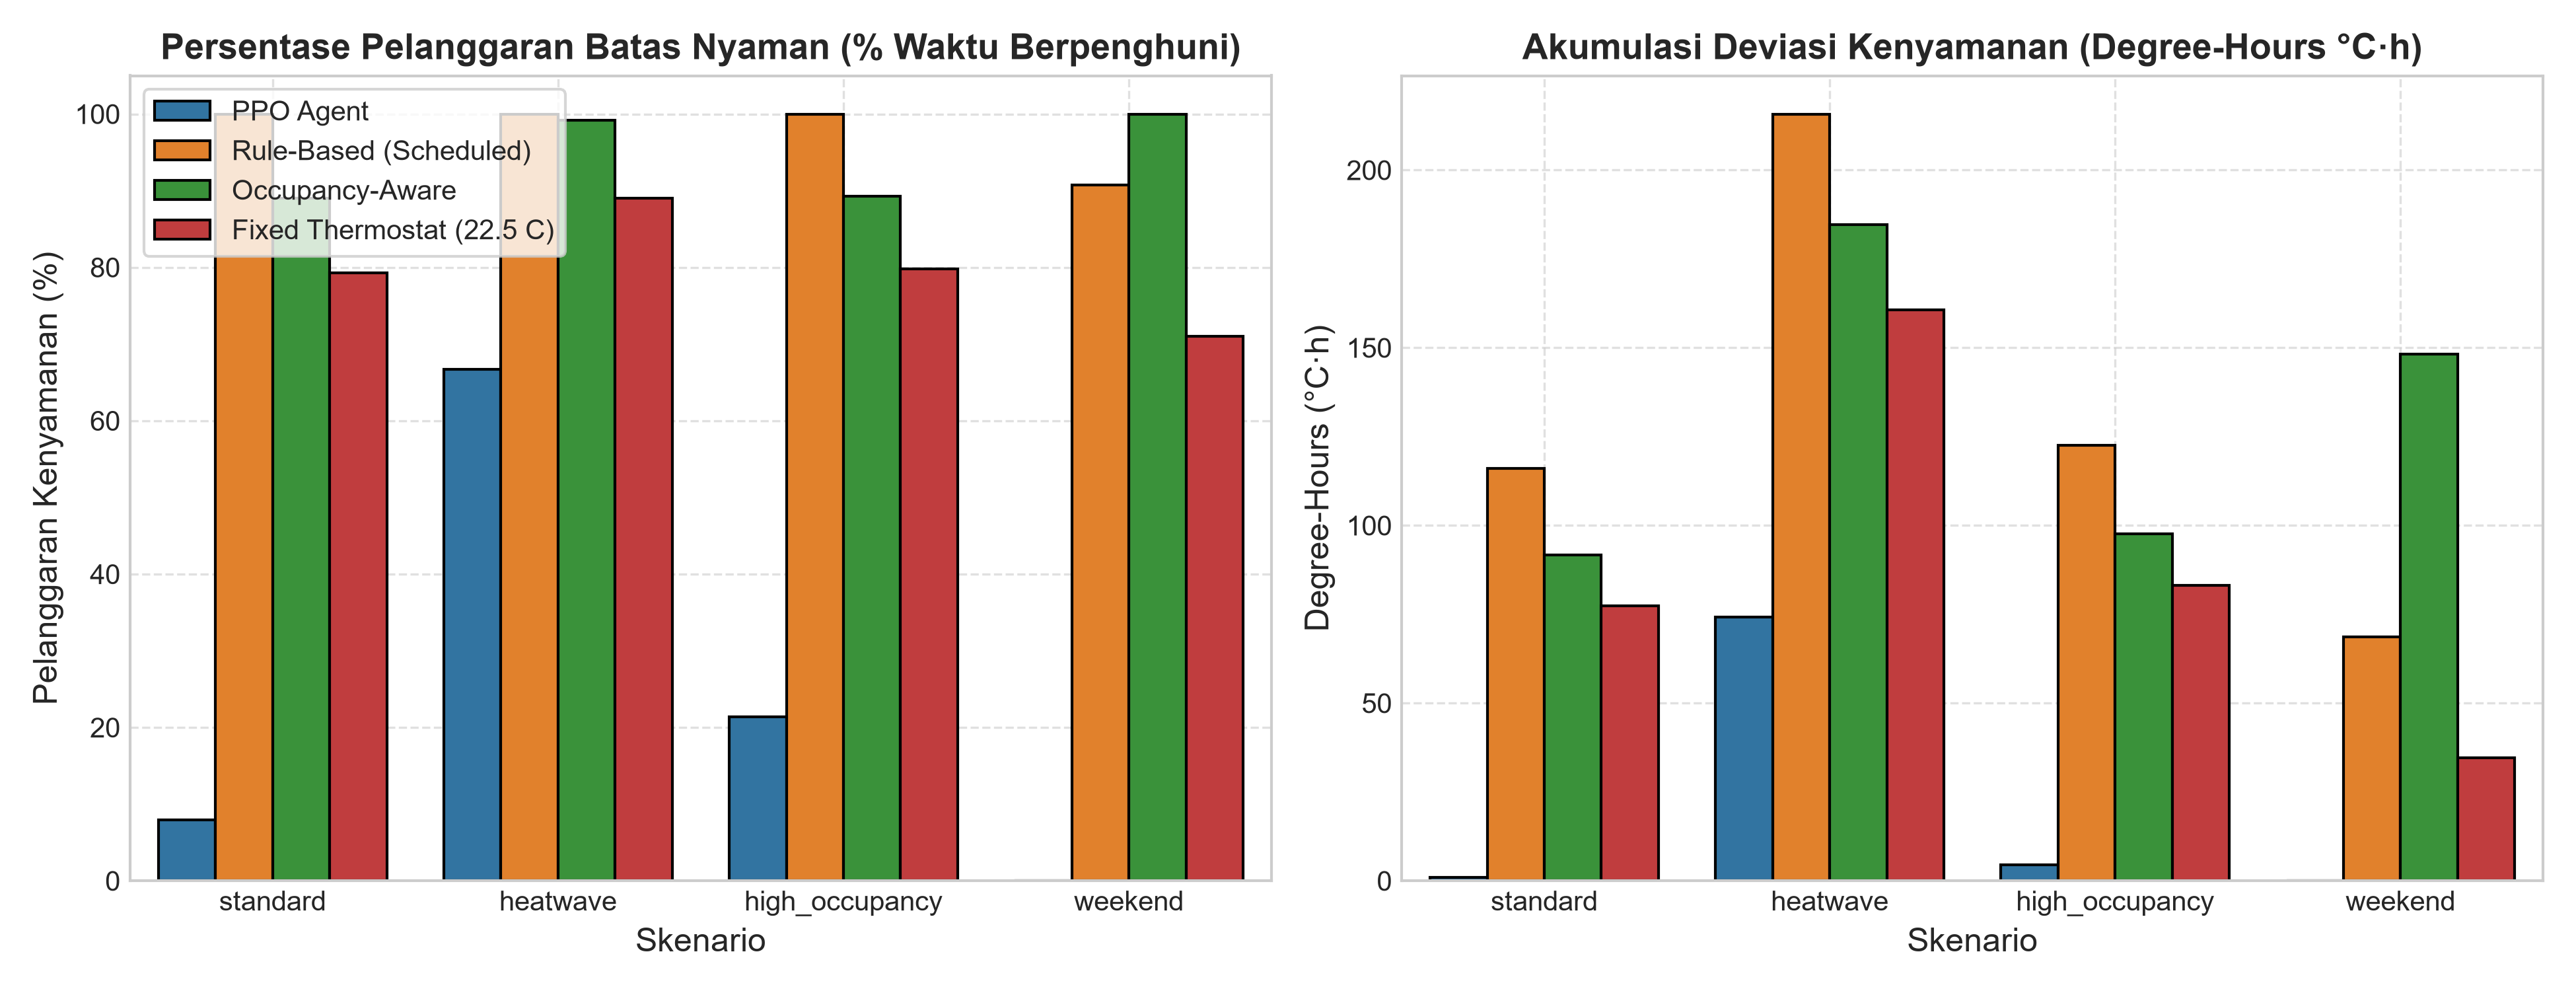 Persentase Pelanggaran Batas Nyaman (% Waktu Berpenghuni)
PPO Agent
Rule-Based (Scheduled)
Occupancy-Aware
Fixed Thermostat (22.5 C)
Pelanggaran Kenyamanan (%)
100
80
60
40
20
0
standard
heatwave
high_occupancy
weekend
Skenario
Akumulasi Deviasi Kenyamanan (Degree-Hours °C·h)
Degree-Hours (°C·h)
200
150
100
50
0
standard
heatwave
high_occupancy
weekend
Skenario